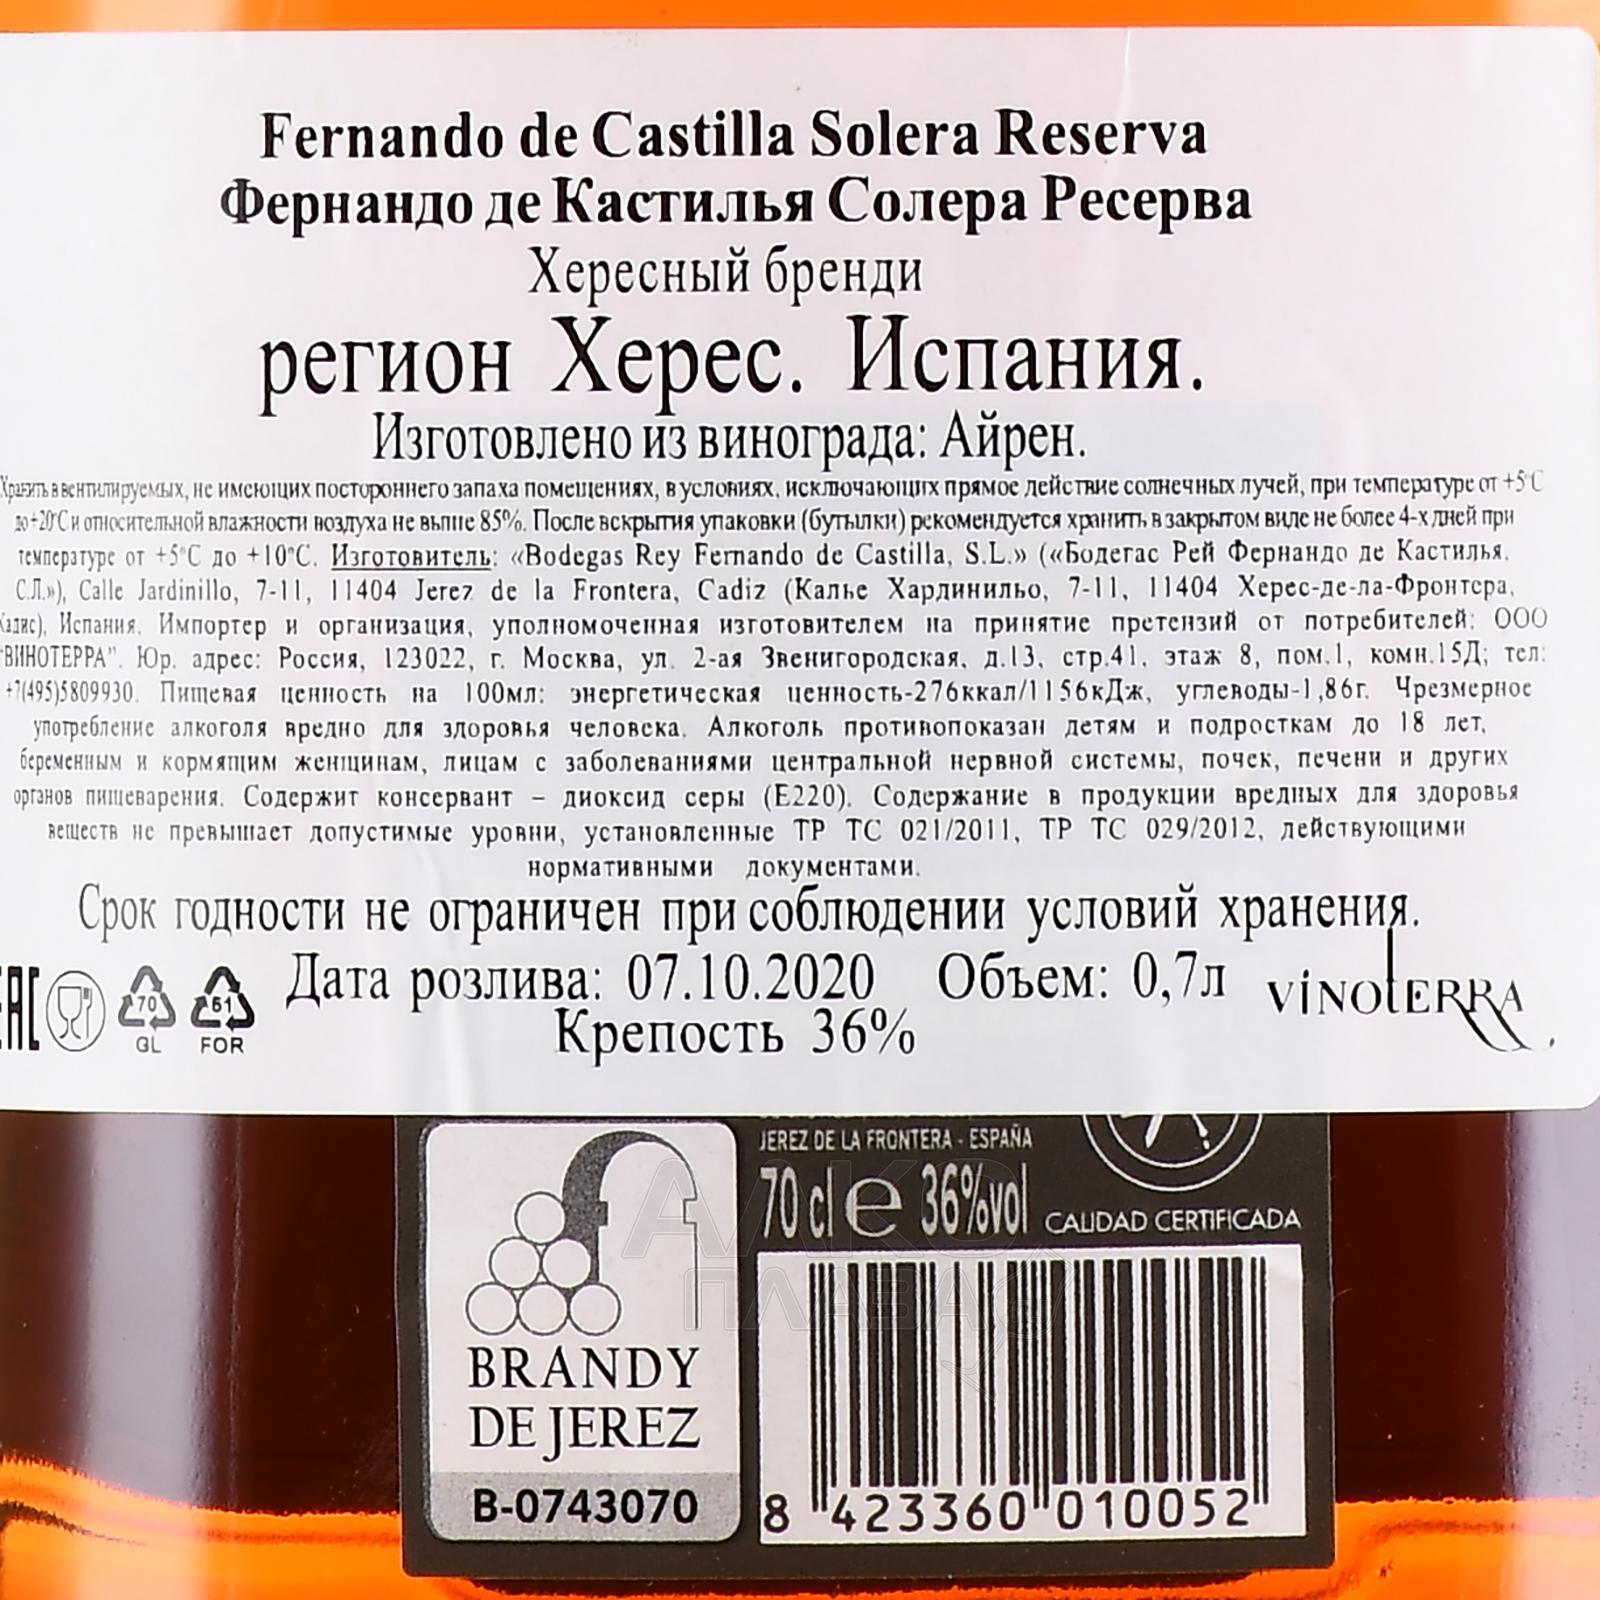 Fernando de Castilla Solera Reserva
Фернандо де Кастилья Солера Ресерва
Хересный бренди
регион Херес. Испания.
Изготовлено из винограда: Айрен.
Хранить в вентилируемых, не имеющих постороннего запаха помещениях, в условиях, исключающих прямое действие солнечных лучей, при температуре от +5°С
до+20°С и относительной влажности воздуха не выше 85%. После вскрытия упаковки (бутылки) рекомендуется хранить в закрытом виде не более 4-х дней при
температуре от +5°С до +10°С. Изготовитель: «Bodegas Rey Fernando de Castilla, S.L.» («Бодегас Рей Фернандо де Кастилья,
С.Л.»), Calle Jardinillo, 7-11, 11404 Jerez de la Frontera, Cadiz (Калье Хардинильо, 7-11, 11404 Херес-де-ла-Фронтера,
Кадис), Испания. Импортер и организация, уполномоченная изготовителем на принятие претензий от потребителей: ООО
"ВИНОТЕРРА". Юр. адрес: Россия, 123022, г. Москва, ул. 2-ая Звенигородская, д.13, стр.41, этаж 8, пом.1, комн.15Д; тел:
+7(495)5809930. Пищевая ценность на 100мл: энергетическая ценность-276ккал/1156кДж, углеводы-1,86г. Чрезмерное
употребление алкоголя вредно для здоровья человека. Алкоголь противопоказан детям и подросткам до 18 лет,
беременным и кормящим женщинам, лицам с заболеваниями центральной нервной системы, почек, печени и других
органов пищеварения. Содержит консервант – диоксид серы (Е220). Содержание в продукции вредных для здоровья
веществ не превышает допустимые уровни, установленные ТР ТС 021/2011, ТР ТС 029/2012, действующими
нормативными документами.
Срок годности не ограничен при соблюдении условий хранения.
EAC 70 GL 61 FOR Дата розлива: 07.10.2020 Объем: 0,7л VINOTERRA
Крепость 36%
JEREZ DE LA FRONTERA - ESPAÑA
70 cl e 36%vol
CALIDAD CERTIFICADA
АЛКО
ПЛАЗА
BRANDY
DE JEREZ
B-0743070
8 423360 010052